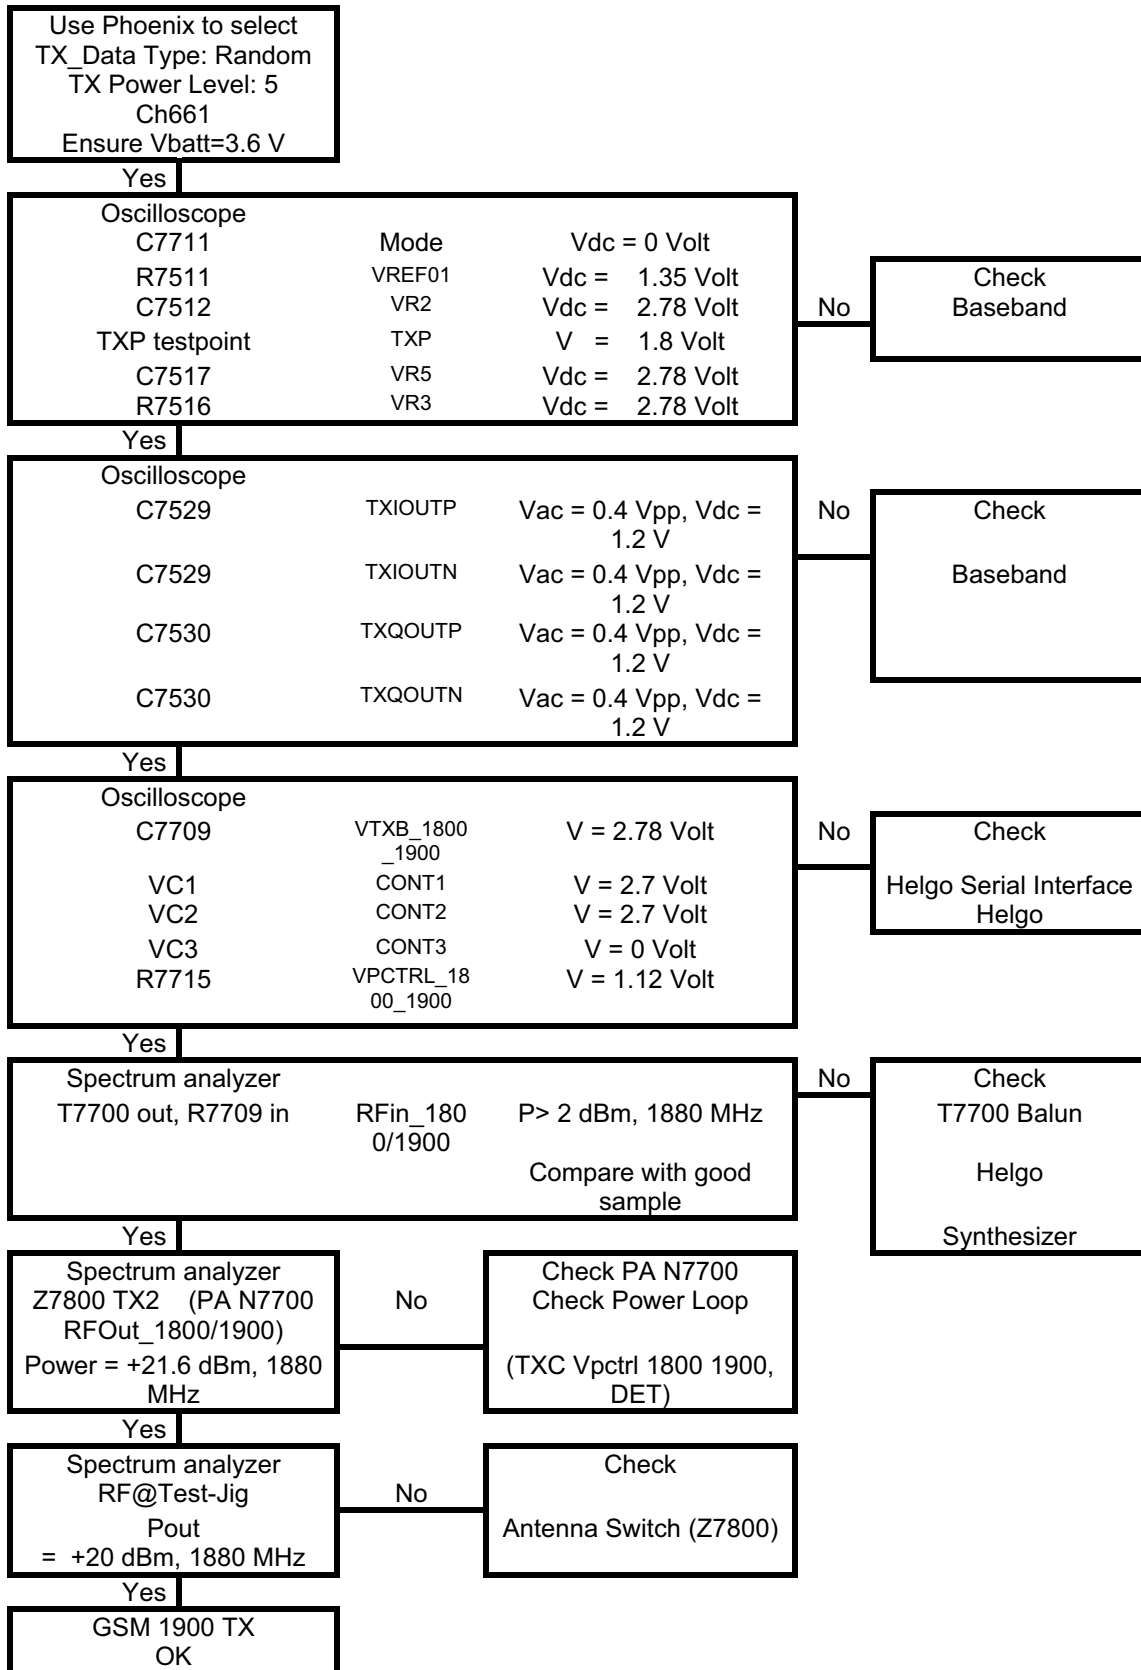 Use Phoenix to select
TX_Data Type: Random
TX Power Level: 5
Ch661
Ensure Vbatt=3.6 V
Yes
Oscilloscope
C7711 Mode Vdc = 0 Volt
R7511 VREF01 Vdc = 1.35 Volt
C7512 VR2 Vdc = 2.78 Volt
TXP testpoint TXP V = 1.8 Volt
C7517 VR5 Vdc = 2.78 Volt
R7516 VR3 Vdc = 2.78 Volt
No
Check
Baseband
Yes
Oscilloscope
C7529 TXIOUTP Vac = 0.4 Vpp, Vdc =
1.2 V
C7529 TXIOUTN Vac = 0.4 Vpp, Vdc =
1.2 V
C7530 TXQOUTP Vac = 0.4 Vpp, Vdc =
1.2 V
C7530 TXQOUTN Vac = 0.4 Vpp, Vdc =
1.2 V
No
Check
Baseband
Yes
Oscilloscope
C7709 VTXB_1800 V = 2.78 Volt
_1900
VC1 CONT1 V = 2.7 Volt
VC2 CONT2 V = 2.7 Volt
VC3 CONT3 V = 0 Volt
R7715 VPCTRL_18 V = 1.12 Volt
00_1900
No
Check
Helgo Serial Interface
Helgo
Yes
Spectrum analyzer
T7700 out, R7709 in RFin_180 P> 2 dBm, 1880 MHz
0/1900
Compare with good
sample
No
Check
T7700 Balun
Helgo
Synthesizer
Yes
Spectrum analyzer
Z7800 TX2 (PA N7700
RFOut_1800/1900)
Power = +21.6 dBm, 1880
MHz
No
Check PA N7700
Check Power Loop
(TXC Vpctrl 1800 1900,
DET)
Yes
Spectrum analyzer
RF@Test-Jig
Pout
= +20 dBm, 1880 MHz
No
Check
Antenna Switch (Z7800)
Yes
GSM 1900 TX
OK